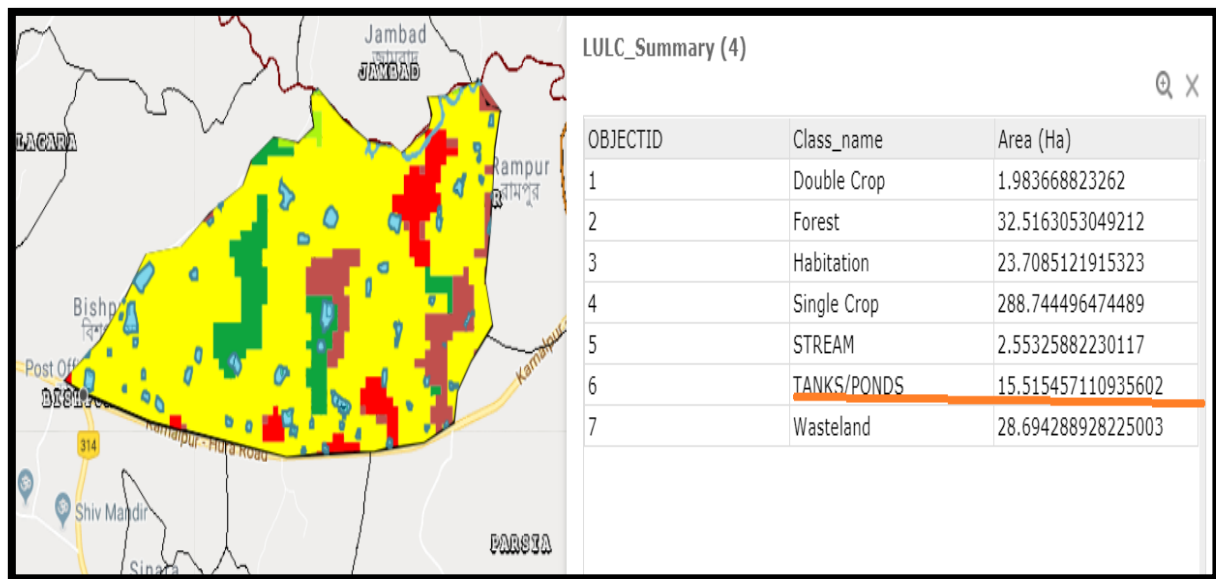 Jambad
জামবাদ
JAMBAD
LAGARA
Rampur
রামপুর
R
Bishp
বিশপু
Post Off
BISHPU
314
Kamalpur - Hura Road
Kamalpur
Shiv Mandir
PARSIA
Sinara
LULC_Summary (4)
OBJECTID Class_name Area (Ha)
1 Double Crop 1.983668823262
2 Forest 32.5163053049212
3 Habitation 23.7085121915323
4 Single Crop 288.744496474489
5 STREAM 2.55325882230117
6 TANKS/PONDS 15.515457110935602
7 Wasteland 28.694288928225003